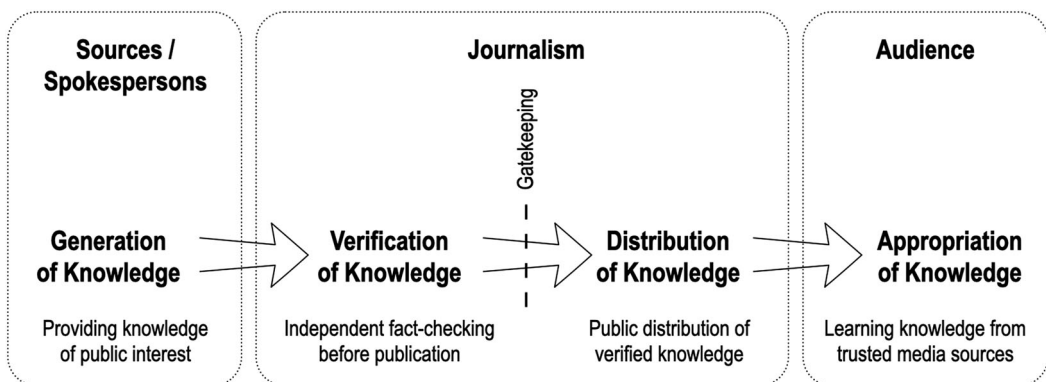 Sources /
Spokespersons
Journalism
Audience
Gatekeeping
Generation
of Knowledge
Verification
of Knowledge
Distribution
of Knowledge
Appropriation
of Knowledge
Providing knowledge
of public interest
Independent fact-checking
before publication
Public distribution of
verified knowledge
Learning knowledge from
trusted media sources